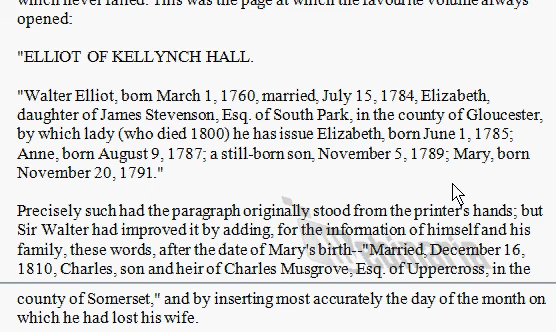 which never failed. This was the page at which the favourite volume always
opened:
"ELLIOT OF KELLYNCH HALL.
"Walter Elliot, born March 1, 1760, married, July 15, 1784, Elizabeth,
daughter of James Stevenson, Esq. of South Park, in the county of Gloucester,
by which lady (who died 1800) he has issue Elizabeth, born June 1, 1785;
Anne, born August 9, 1787; a still-born son, November 5, 1789; Mary, born
November 20, 1791."
Precisely such had the paragraph originally stood from the printer's hands; but
Sir Walter had improved it by adding, for the information of himself and his
family, these words, after the date of Mary's birth--"Married, December 16,
1810, Charles, son and heir of Charles Musgrove, Esq. of Uppercross, in the
county of Somerset," and by inserting most accurately the day of the month on
which he had lost his wife.